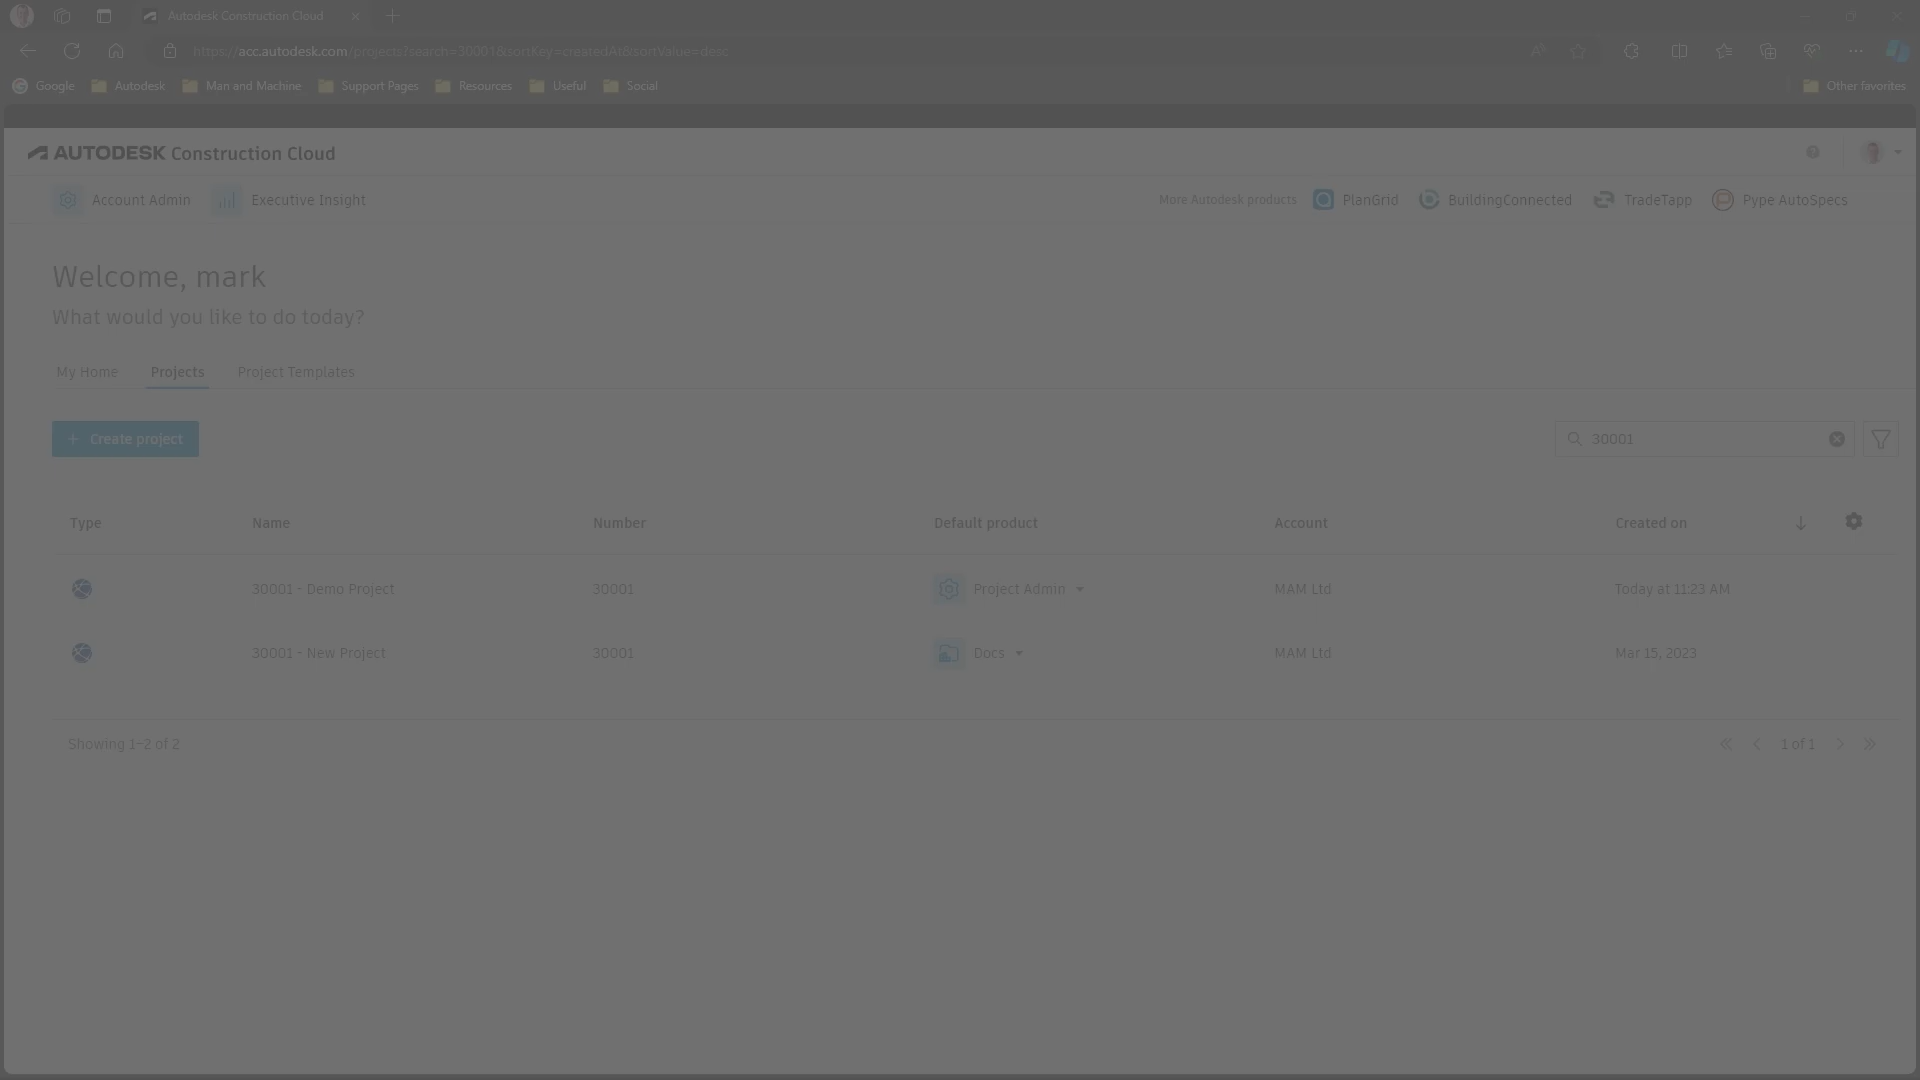 Autodesk Construction Cloud
https://acc.autodesk.com/projects?search=30001&sortKey=createdAt&sortValue=desc
Google Autodesk Man and Machine Support Pages Resources Useful Social Other favorites
AUTODESK Construction Cloud
Account Admin Executive Insight More Autodesk products PlanGrid BuildingConnected TradeTapp Pype AutoSpecs
Welcome, mark
What would you like to do today?
My Home Projects Project Templates
+ Create project 30001
Type Name Number Default product Account Created on
30001 - Demo Project 30001 Project Admin MAM Ltd Today at 11:23 AM
30001 - New Project 30001 Docs MAM Ltd Mar 15, 2023
Showing 1–2 of 2 1 of 1